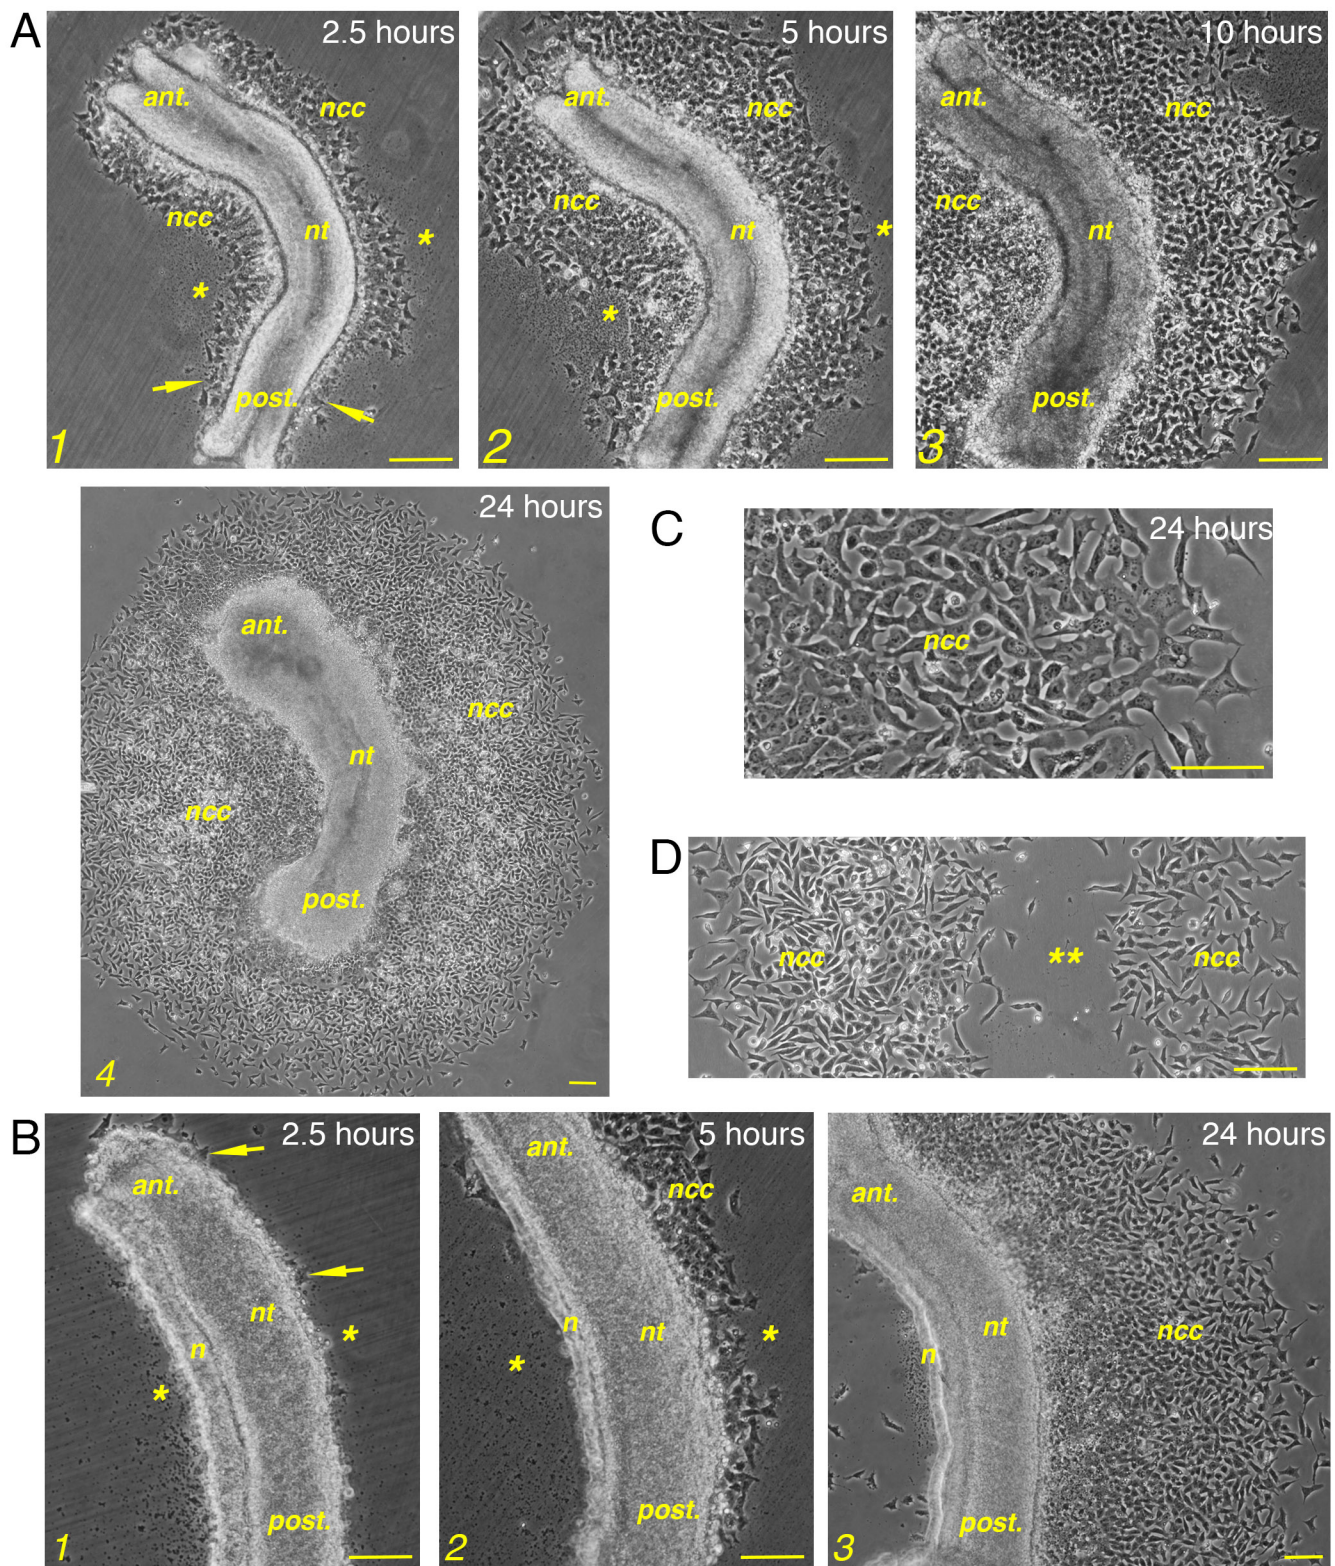 A
2.5 hours
ant.
ncc
ncc
nt
*
*
post.
1
5 hours
ant.
ncc
ncc
nt
*
*
post.
2
10 hours
ant.
ncc
ncc
nt
post.
3
24 hours
ant.
ncc
nt
ncc
post.
4
C
24 hours
ncc
D
ncc
**
ncc
B
2.5 hours
ant.
nt
n
*
*
post.
1
5 hours
ant.
ncc
n
nt
*
*
post.
2
24 hours
ant.
nt
ncc
n
post.
3